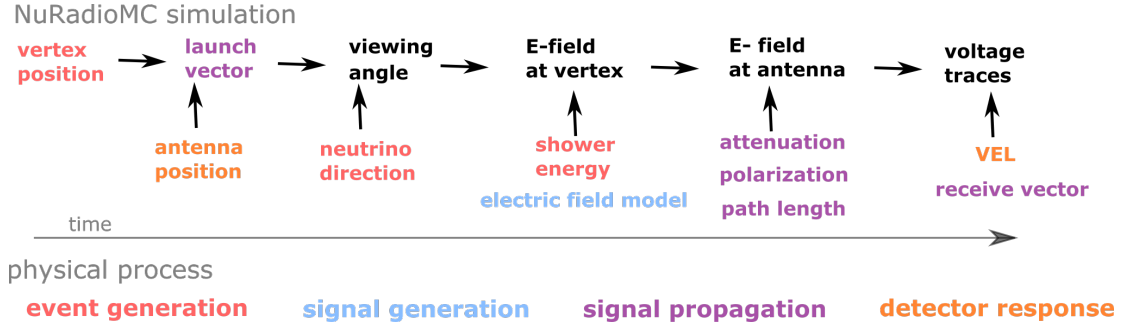 NuRadioMC simulation
vertex
position
launch
vector
viewing
angle
E-field
at vertex
E- field
at antenna
voltage
traces
antenna
position
neutrino
direction
shower
energy
electric field model
attenuation
polarization
path length
VEL
receive vector
time
physical process
event generation
signal generation
signal propagation
detector response